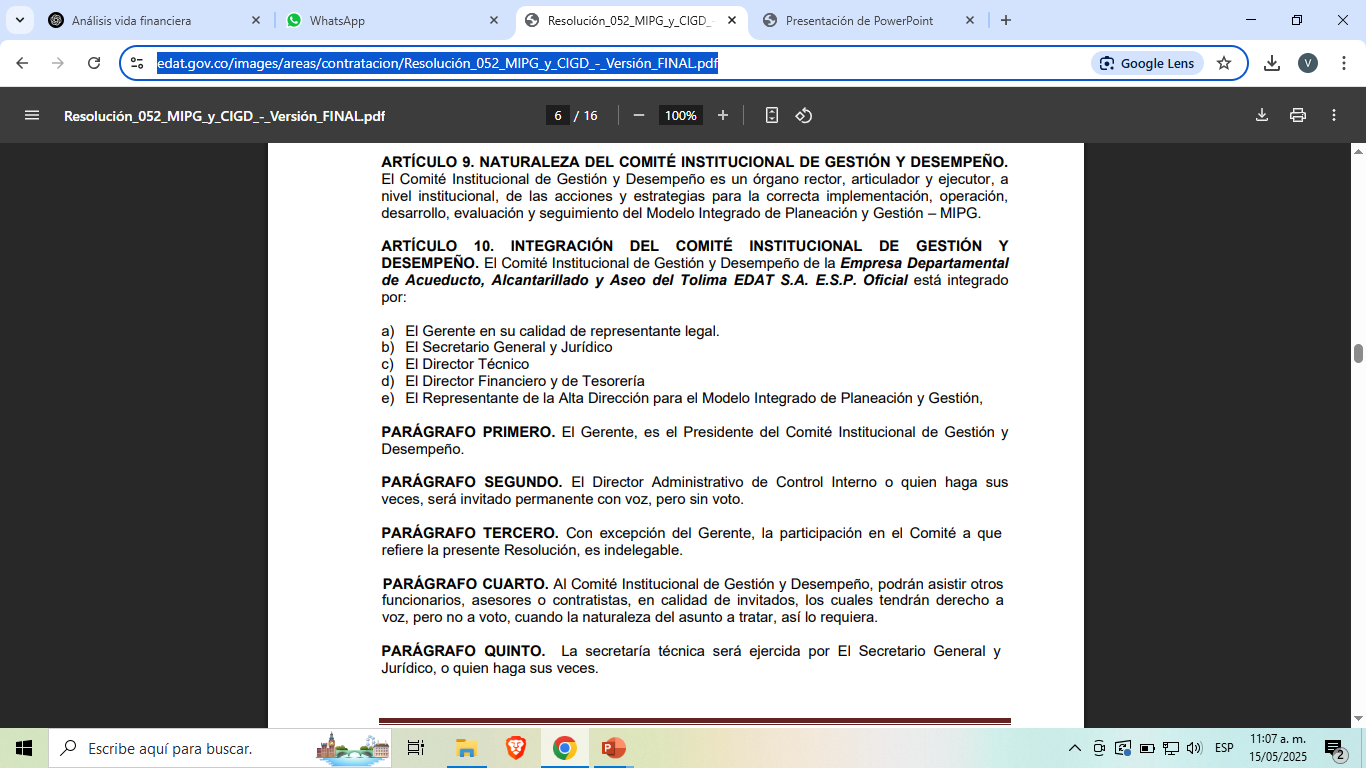 Análisis vida financiera
WhatsApp
Resolución_052_MIPG_y_CIGD_-
Presentación de PowerPoint
edat.gov.co/images/areas/contratacion/Resolución_052_MIPG_y_CIGD_-_Versión_FINAL.pdf
Google Lens
V
Resolución_052_MIPG_y_CIGD_-_Versión_FINAL.pdf
6 / 16
100%
ARTÍCULO 9. NATURALEZA DEL COMITÉ INSTITUCIONAL DE GESTIÓN Y DESEMPEÑO.
El Comité Institucional de Gestión y Desempeño es un órgano rector, articulador y ejecutor, a
nivel institucional, de las acciones y estrategias para la correcta implementación, operación,
desarrollo, evaluación y seguimiento del Modelo Integrado de Planeación y Gestión – MIPG.
ARTÍCULO 10. INTEGRACIÓN DEL COMITÉ INSTITUCIONAL DE GESTIÓN Y
DESEMPEÑO. El Comité Institucional de Gestión y Desempeño de la Empresa Departamental
de Acueducto, Alcantarillado y Aseo del Tolima EDAT S.A. E.S.P. Oficial está integrado
por:
a) El Gerente en su calidad de representante legal.
b) El Secretario General y Jurídico
c) El Director Técnico
d) El Director Financiero y de Tesorería
e) El Representante de la Alta Dirección para el Modelo Integrado de Planeación y Gestión,
PARÁGRAFO PRIMERO. El Gerente, es el Presidente del Comité Institucional de Gestión y
Desempeño.
PARÁGRAFO SEGUNDO. El Director Administrativo de Control Interno o quien haga sus
veces, será invitado permanente con voz, pero sin voto.
PARÁGRAFO TERCERO. Con excepción del Gerente, la participación en el Comité a que
refiere la presente Resolución, es indelegable.
PARÁGRAFO CUARTO. Al Comité Institucional de Gestión y Desempeño, podrán asistir otros
funcionarios, asesores o contratistas, en calidad de invitados, los cuales tendrán derecho a
voz, pero no a voto, cuando la naturaleza del asunto a tratar, así lo requiera.
PARÁGRAFO QUINTO. La secretaría técnica será ejercida por El Secretario General y
Jurídico, o quien haga sus veces.
Escribe aquí para buscar.
ESP
11:07 a. m.
15/05/2025
2